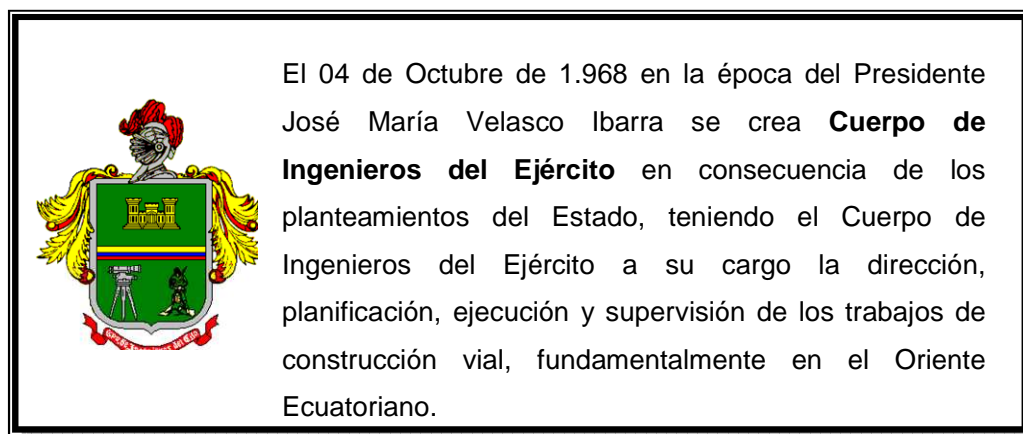 El 04 de Octubre de 1.968 en la época del Presidente
José María Velasco Ibarra se crea Cuerpo de
Ingenieros del Ejército en consecuencia de los
planteamientos del Estado, teniendo el Cuerpo de
Ingenieros del Ejército a su cargo la dirección,
planificación, ejecución y supervisión de los trabajos de
construcción vial, fundamentalmente en el Oriente
Ecuatoriano.